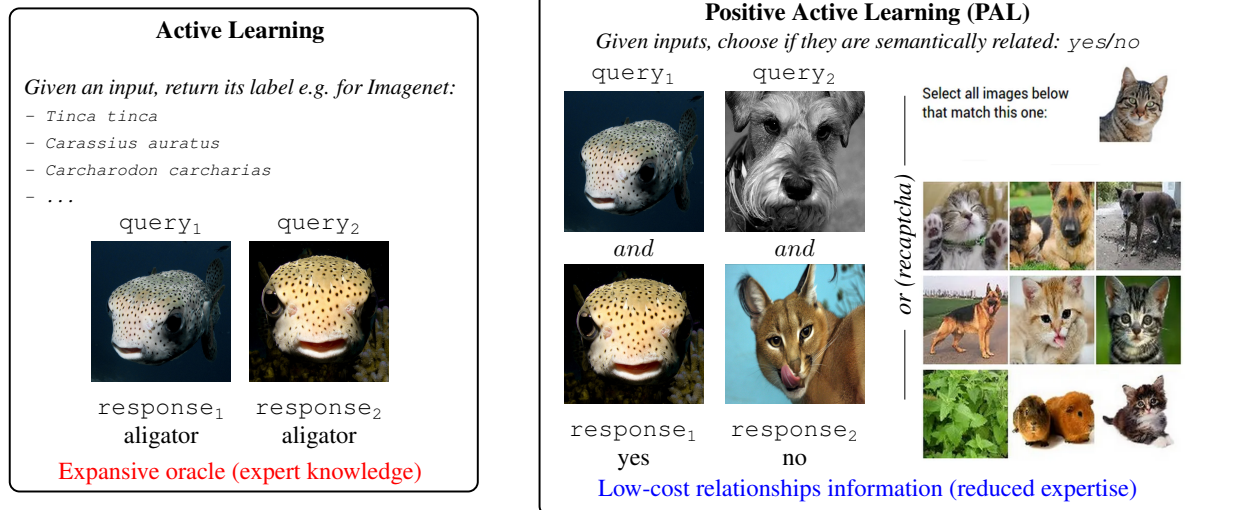 Active Learning
Given an input, return its label e.g. for Imagenet:
- Tinca tinca
- Carassius auratus
- Carcharodon carcharias
- ...
query1 query2
response1 response2
aligator aligator
Expansive oracle (expert knowledge)
Positive Active Learning (PAL)
Given inputs, choose if they are semantically related: yes/no
query1 query2
and and
response1 response2
yes no
or (recaptcha)
Select all images below
that match this one:
Low-cost relationships information (reduced expertise)